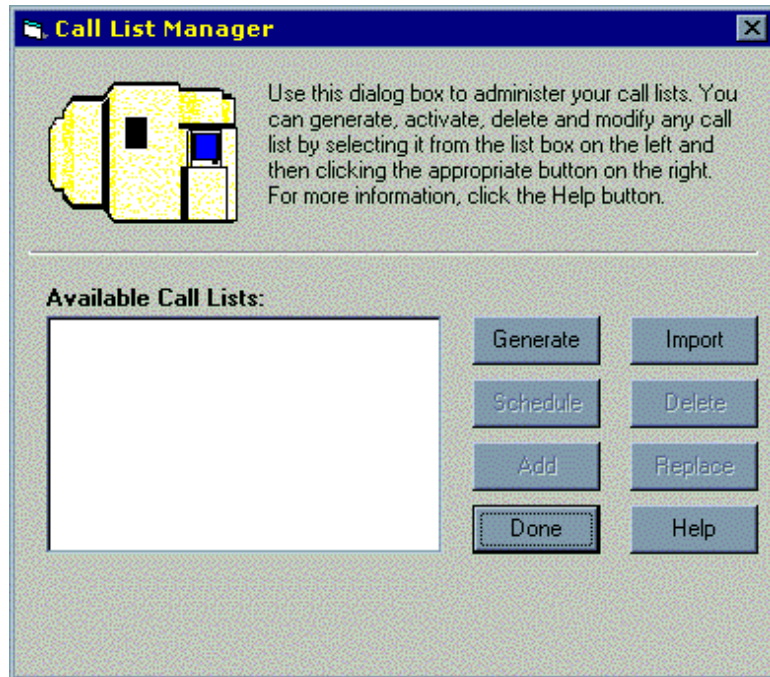 Call List Manager
Use this dialog box to administer your call lists. You
can generate, activate, delete and modify any call
list by selecting it from the list box on the left and
then clicking the appropriate button on the right.
For more information, click the Help button.
Available Call Lists:
Generate
Import
Schedule
Delete
Add
Replace
Done
Help